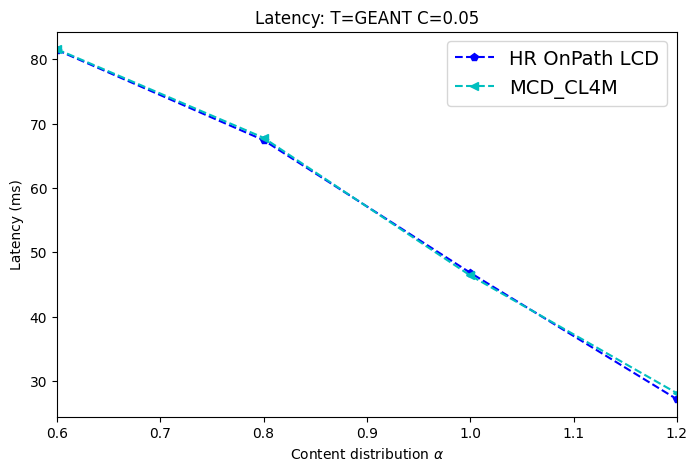 Latency: T=GEANT C=0.05
HR OnPath LCD
MCD_CL4M
Latency (ms)
80
70
60
50
40
30
0.6 0.7 0.8 0.9 1.0 1.1 1.2
Content distribution α